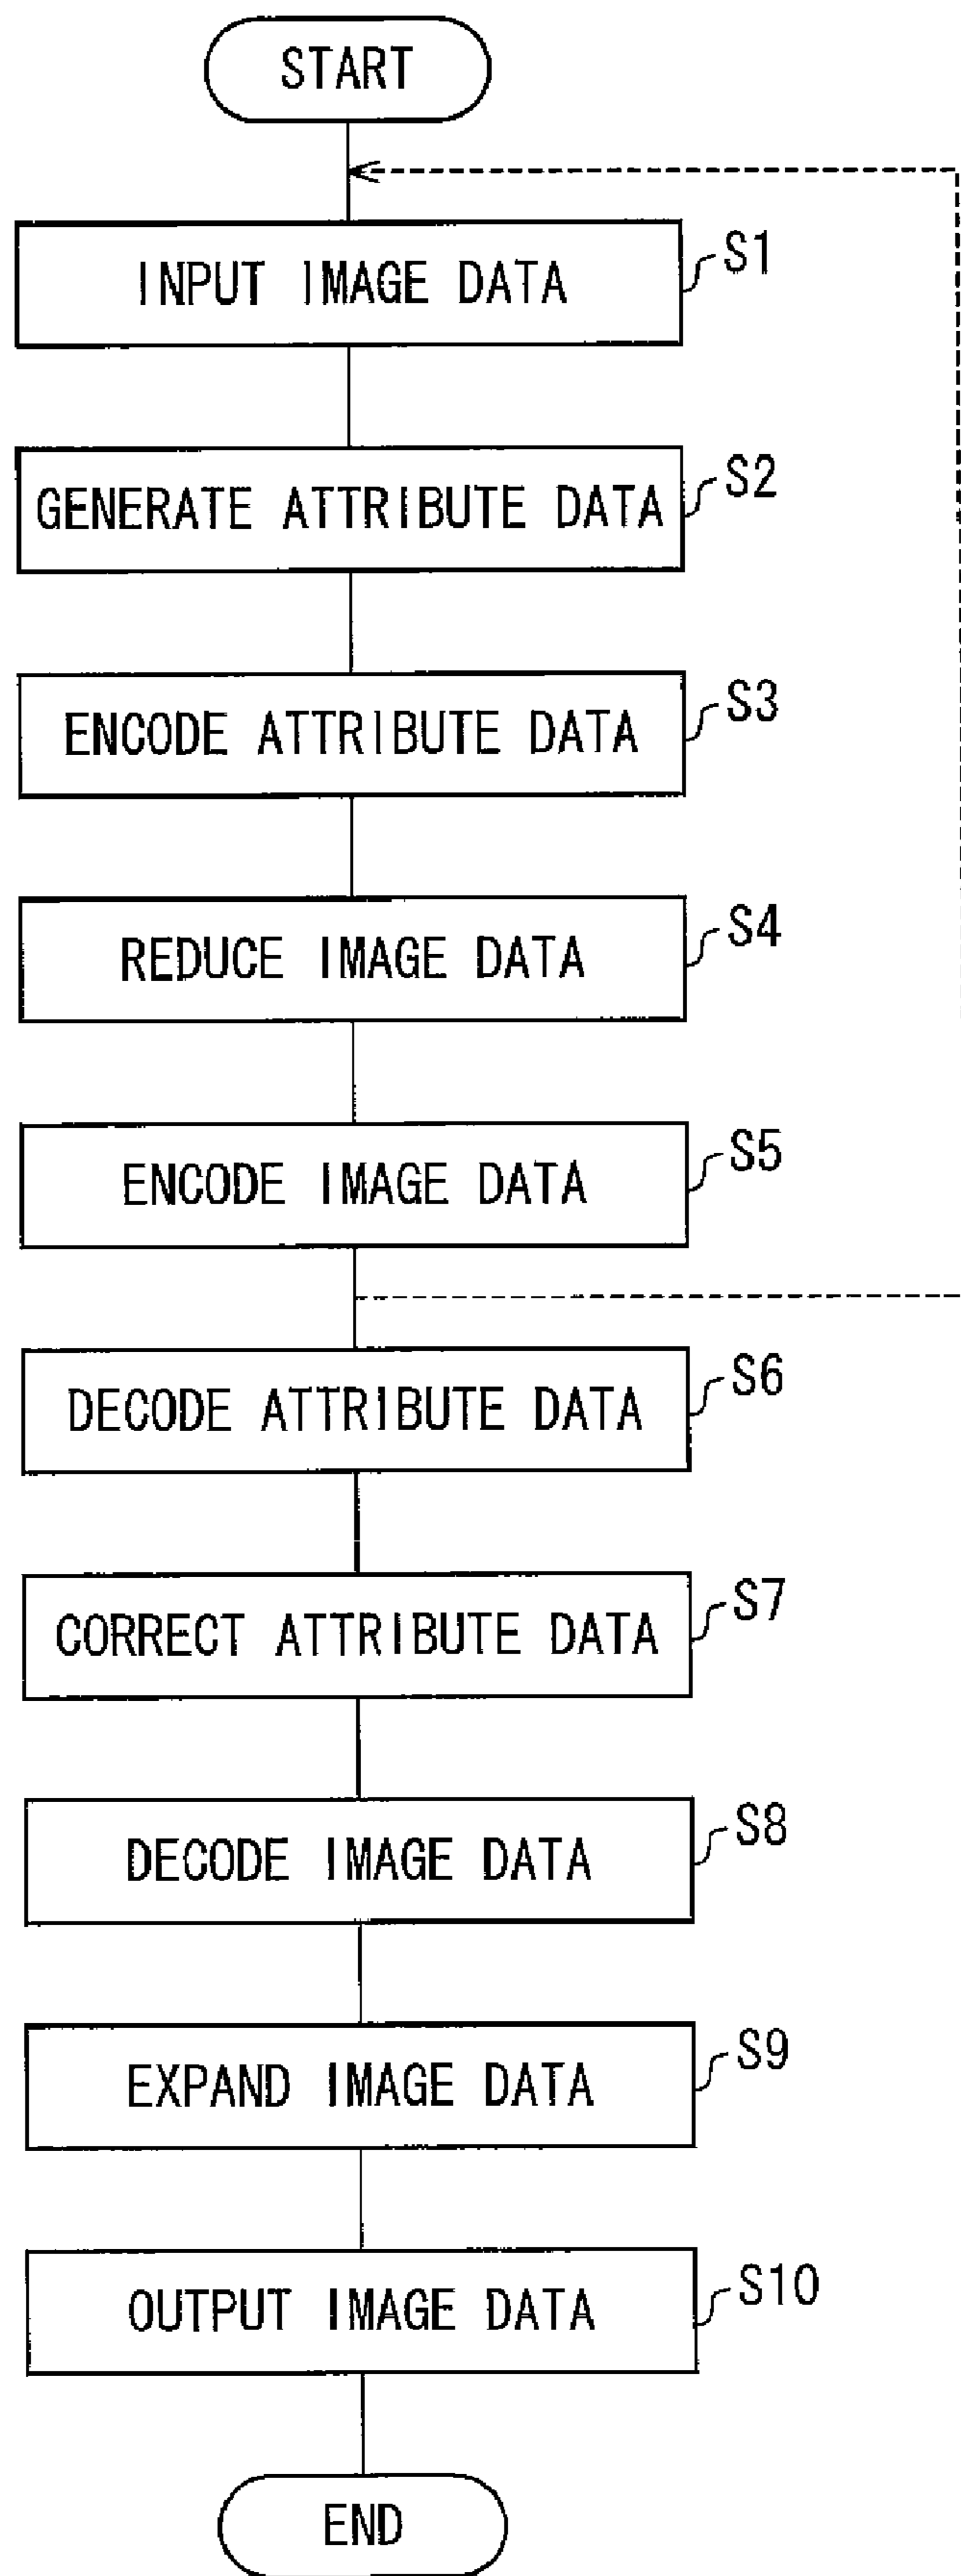 START
INPUT IMAGE DATA S1
GENERATE ATTRIBUTE DATA S2
ENCODE ATTRIBUTE DATA S3
REDUCE IMAGE DATA S4
ENCODE IMAGE DATA S5
DECODE ATTRIBUTE DATA S6
CORRECT ATTRIBUTE DATA S7
DECODE IMAGE DATA S8
EXPAND IMAGE DATA S9
OUTPUT IMAGE DATA S10
END